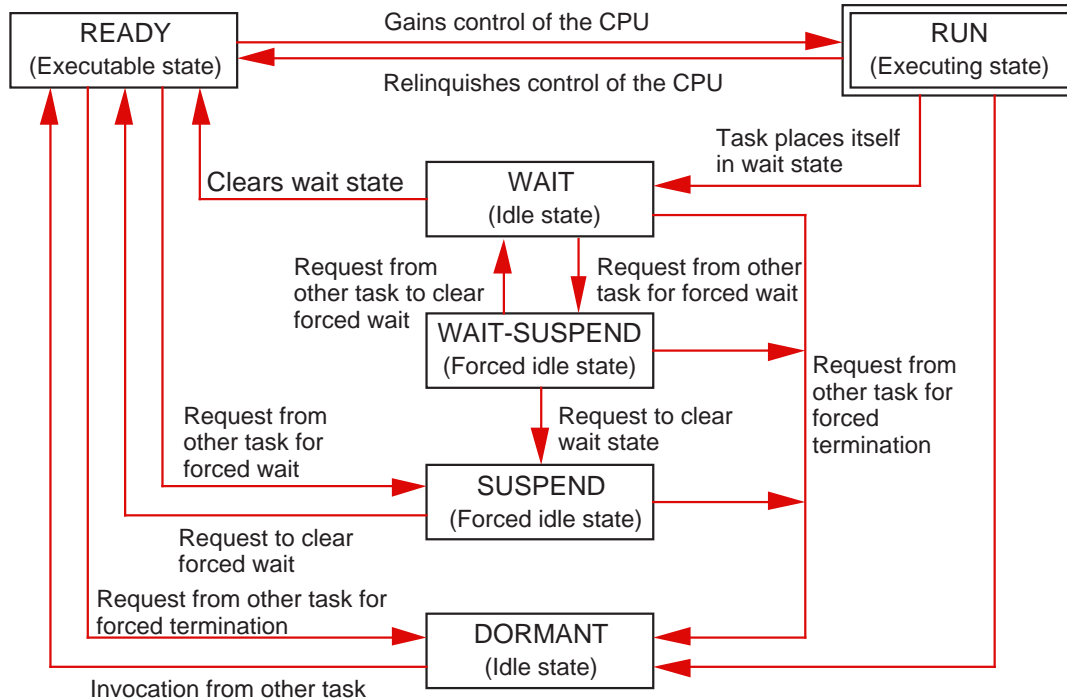 READY
(Executable state)
Gains control of the CPU
Relinquishes control of the CPU
RUN
(Executing state)
Task places itself
in wait state
Clears wait state
WAIT
(Idle state)
Request from
other task to clear
forced wait
Request from other
task for forced wait
WAIT-SUSPEND
(Forced idle state)
Request from
other task for
forced
termination
Request from
other task for
forced wait
Request to clear
wait state
SUSPEND
(Forced idle state)
Request to clear
forced wait
Request from other task for
forced termination
DORMANT
(Idle state)
Invocation from other task